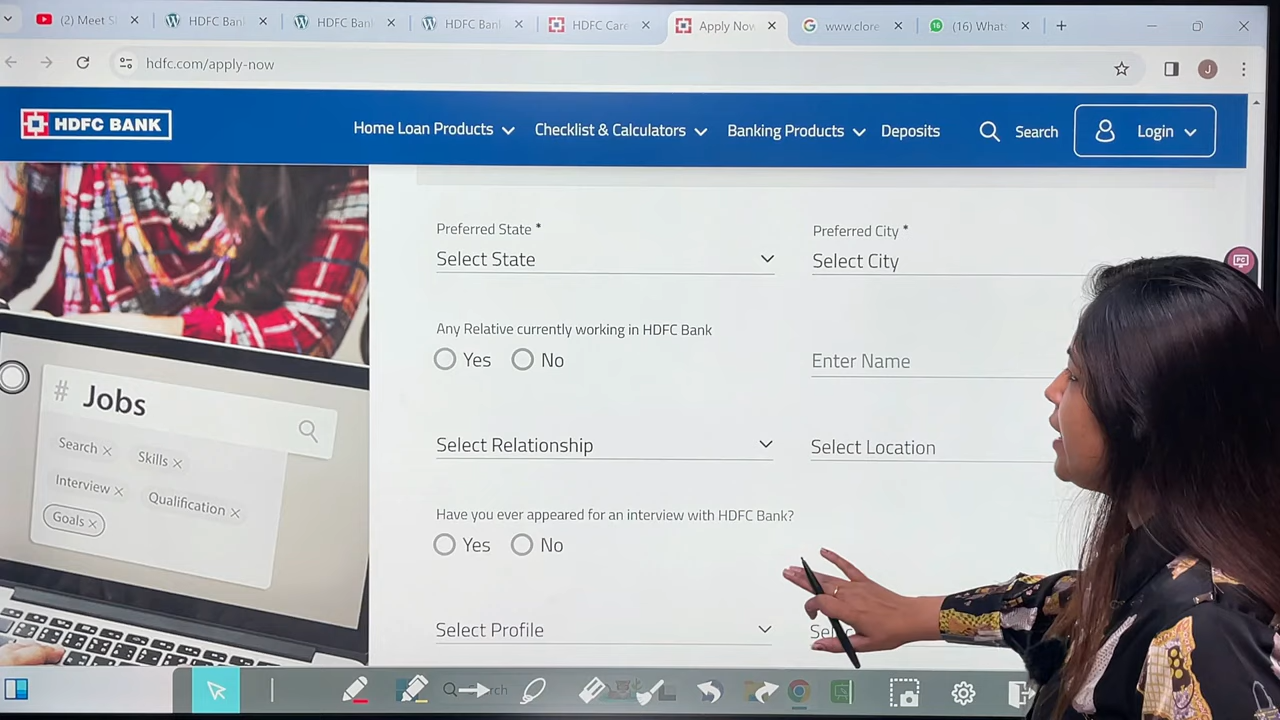 (2) Meet S
HDFC Ban
HDFC Ban
HDFC Ban
HDFC Care
Apply Now
www.clore
(16) What
hdfc.com/apply-now
J
HDFC BANK
Home Loan Products
Checklist & Calculators
Banking Products
Deposits
Search
Login
Preferred State *
Preferred City *
Select State
Select City
PC
Any Relative currently working in HDFC Bank
Yes
No
Enter Name
# Jobs
Search ×
Skills ×
Interview ×
Qualification ×
Goals ×
Select Relationship
Select Location
Have you ever appeared for an interview with HDFC Bank?
Yes
No
Select Profile